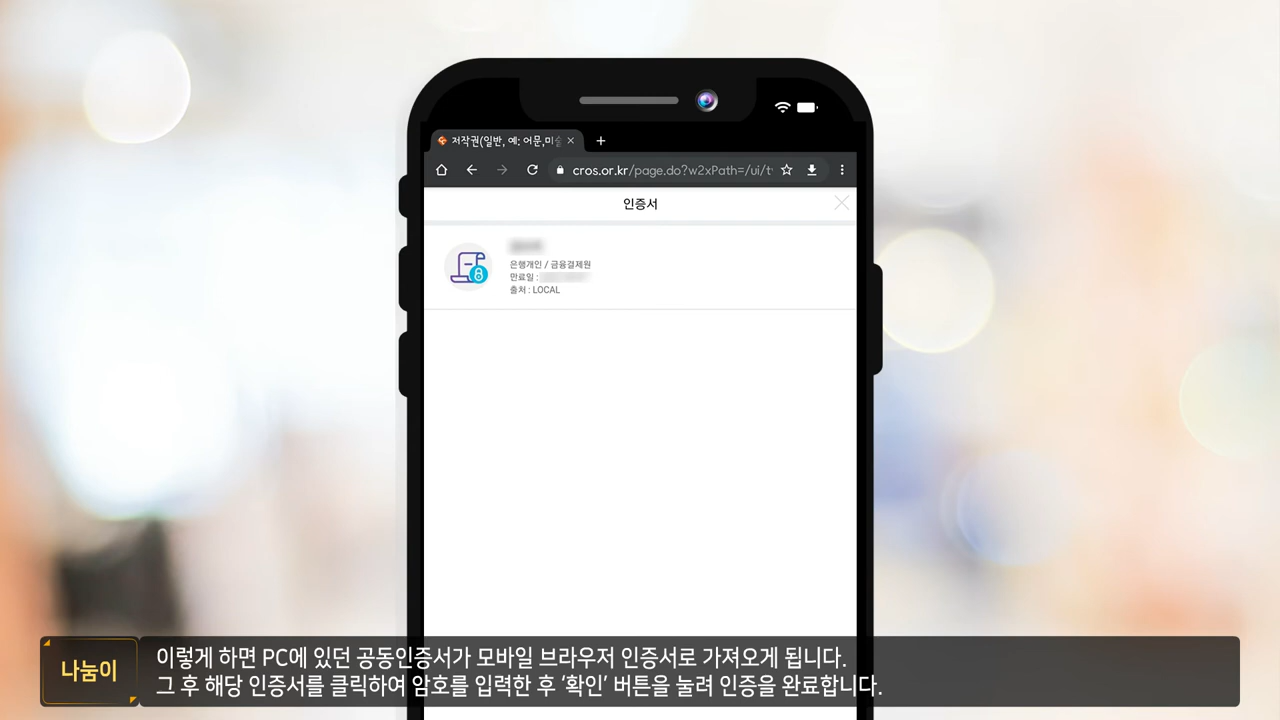 저작권(일반, 예: 어문,미술
cros.or.kr/page.do?w2xPath=/ui/t
인증서
은행개인 / 금융결제원
만료일 :
출처 : LOCAL
나눔이
이렇게 하면 PC에 있던 공동인증서가 모바일 브라우저 인증서로 가져오게 됩니다.
그 후 해당 인증서를 클릭하여 암호를 입력한 후 ‘확인’ 버튼을 눌러 인증을 완료합니다.